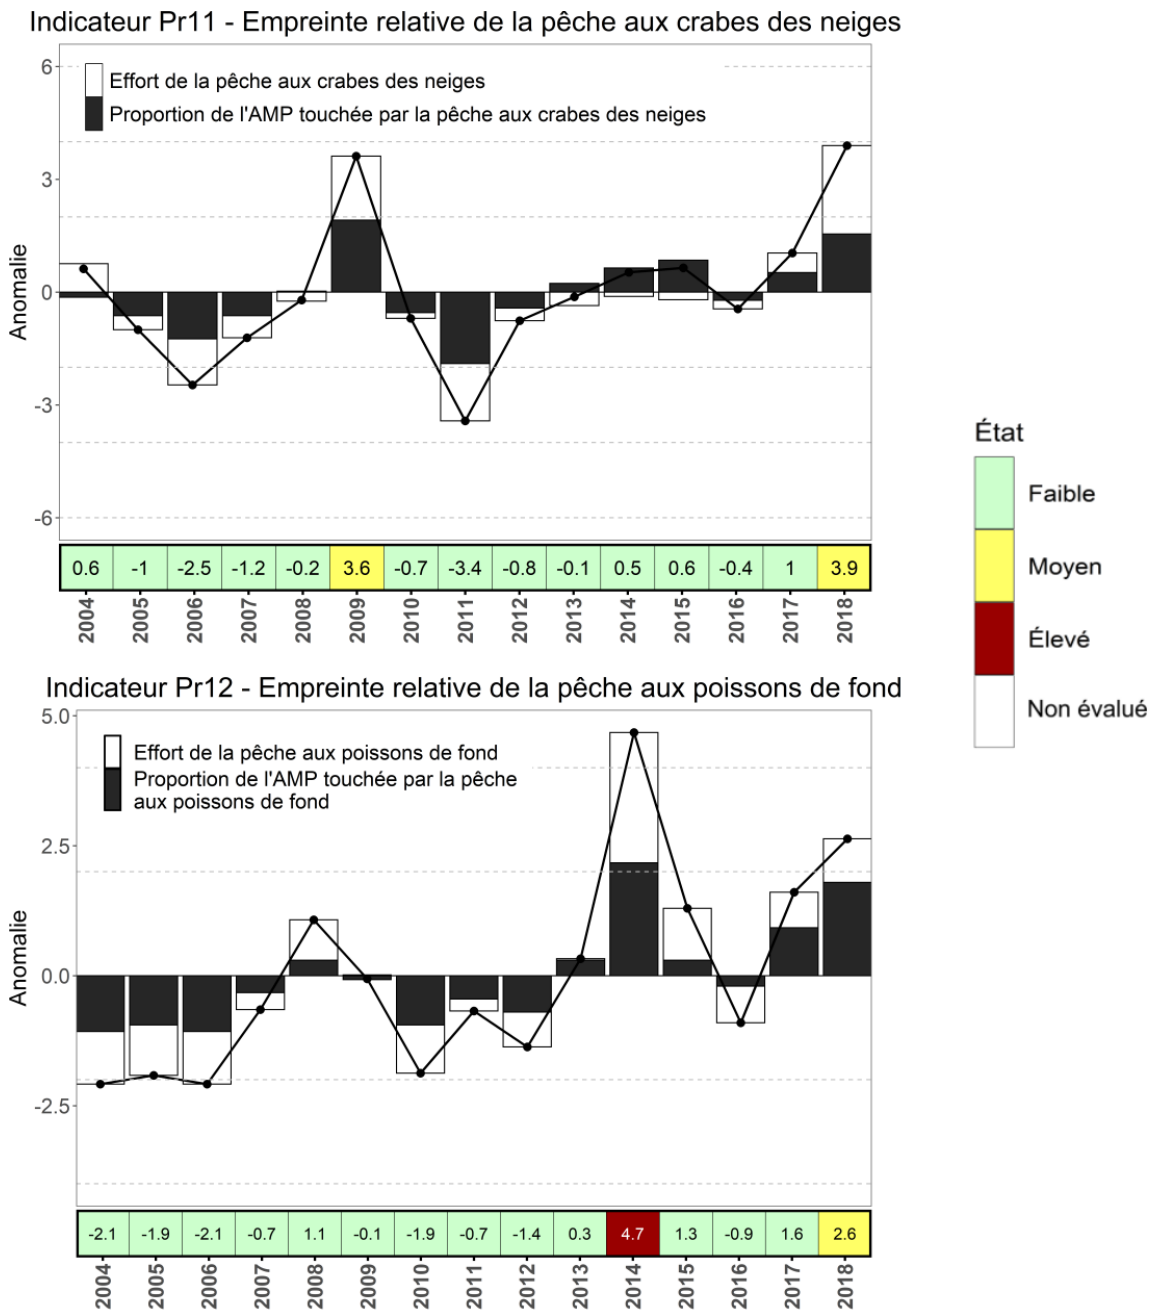 Indicateur Pr11 - Empreinte relative de la pêche aux crabes des neiges
Effort de la pêche aux crabes des neiges
Proportion de l'AMP touchée par la pêche aux crabes des neiges
Anomalie
6
3
0
-3
-6
0.6 -1 -2.5 -1.2 -0.2 3.6 -0.7 -3.4 -0.8 -0.1 0.5 0.6 -0.4 1 3.9
2004 2005 2006 2007 2008 2009 2010 2011 2012 2013 2014 2015 2016 2017 2018
État
Faible
Moyen
Élevé
Non évalué
Indicateur Pr12 - Empreinte relative de la pêche aux poissons de fond
Effort de la pêche aux poissons de fond
Proportion de l'AMP touchée par la pêche
aux poissons de fond
Anomalie
5.0
2.5
0.0
-2.5
-2.1 -1.9 -2.1 -0.7 1.1 -0.1 -1.9 -0.7 -1.4 0.3 4.7 1.3 -0.9 1.6 2.6
2004 2005 2006 2007 2008 2009 2010 2011 2012 2013 2014 2015 2016 2017 2018